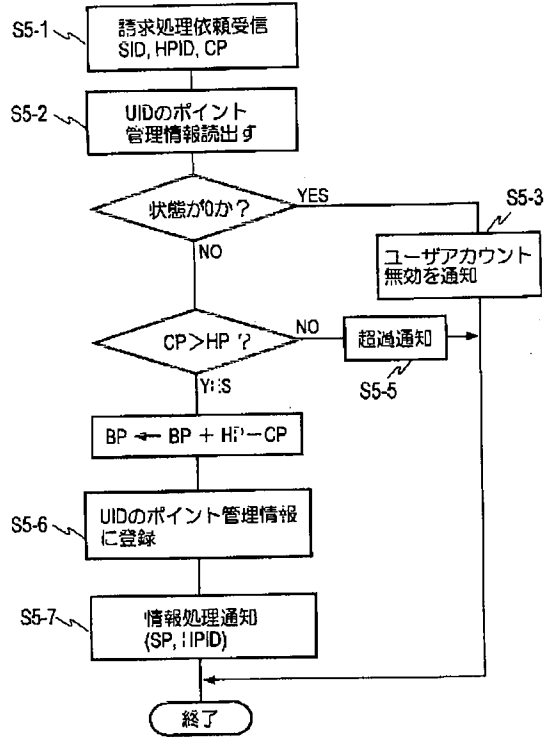 S5-1
請求処理依頼受信
SID, HPID, CP
S5-2
UIDのポイント
管理情報読出す
状態が0か？
YES
NO
S5-3
ユーザアカウント
無効を通知
CP>HP ？
NO
超過通知
S5-5
YES
BP ← BP + HP－CP
S5-6
UIDのポイント管理情報
に登録
S5-7
情報処理通知
(SP, HPID)
終了